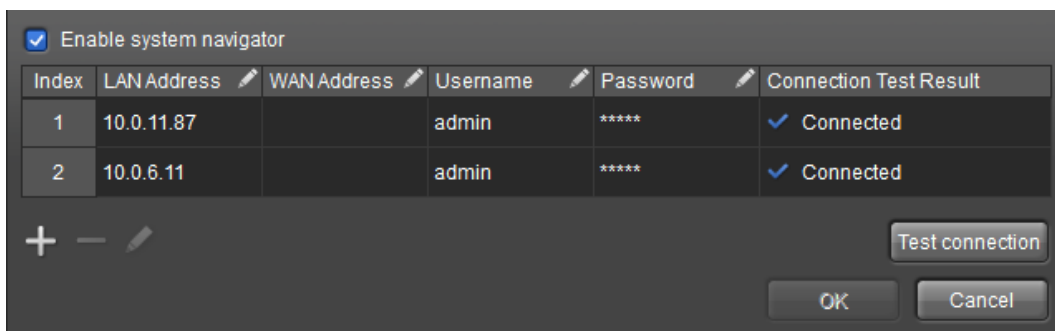 Enable system navigator
Index LAN Address WAN Address Username Password Connection Test Result
1 10.0.11.87 admin ***** Connected
2 10.0.6.11 admin ***** Connected
Test connection
OK Cancel